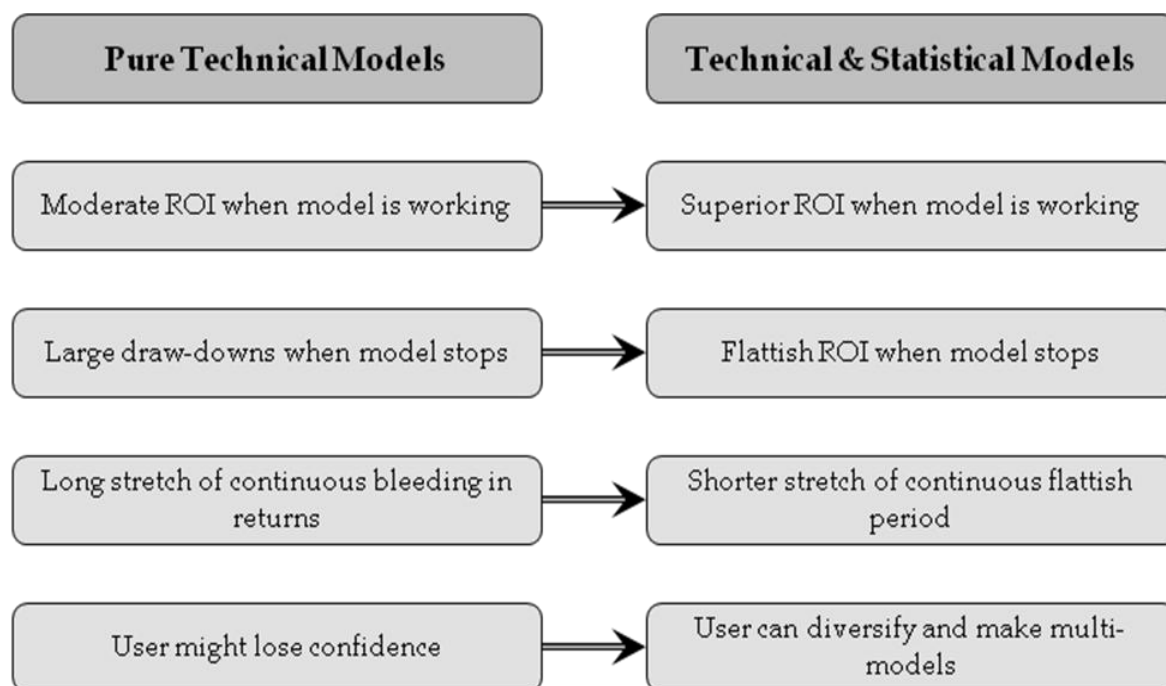 Pure Technical Models
Technical & Statistical Models
Moderate ROI when model is working
Superior ROI when model is working
Large draw-downs when model stops
Flattish ROI when model stops
Long stretch of continuous bleeding in
returns
Shorter stretch of continuous flattish
period
User might lose confidence
User can diversify and make multi-
models